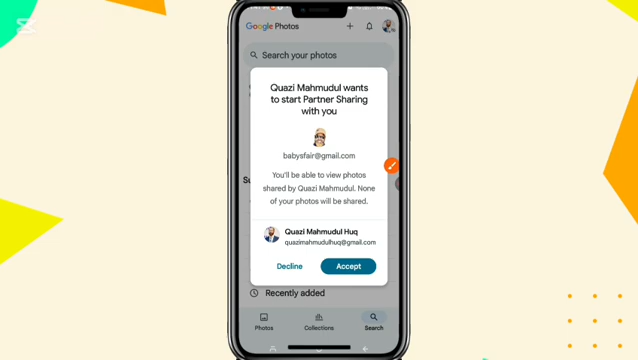 Google Photos
Search your photos
Quazi Mahmudul wants
to start Partner Sharing
with you
babysfair@gmail.com
You'll be able to view photos
shared by Quazi Mahmudul. None
of your photos will be shared.
Su
Quazi Mahmudul Huq
quazimahmudulhuq@gmail.com
Decline
Accept
Recently added
Photos
Collections
Search